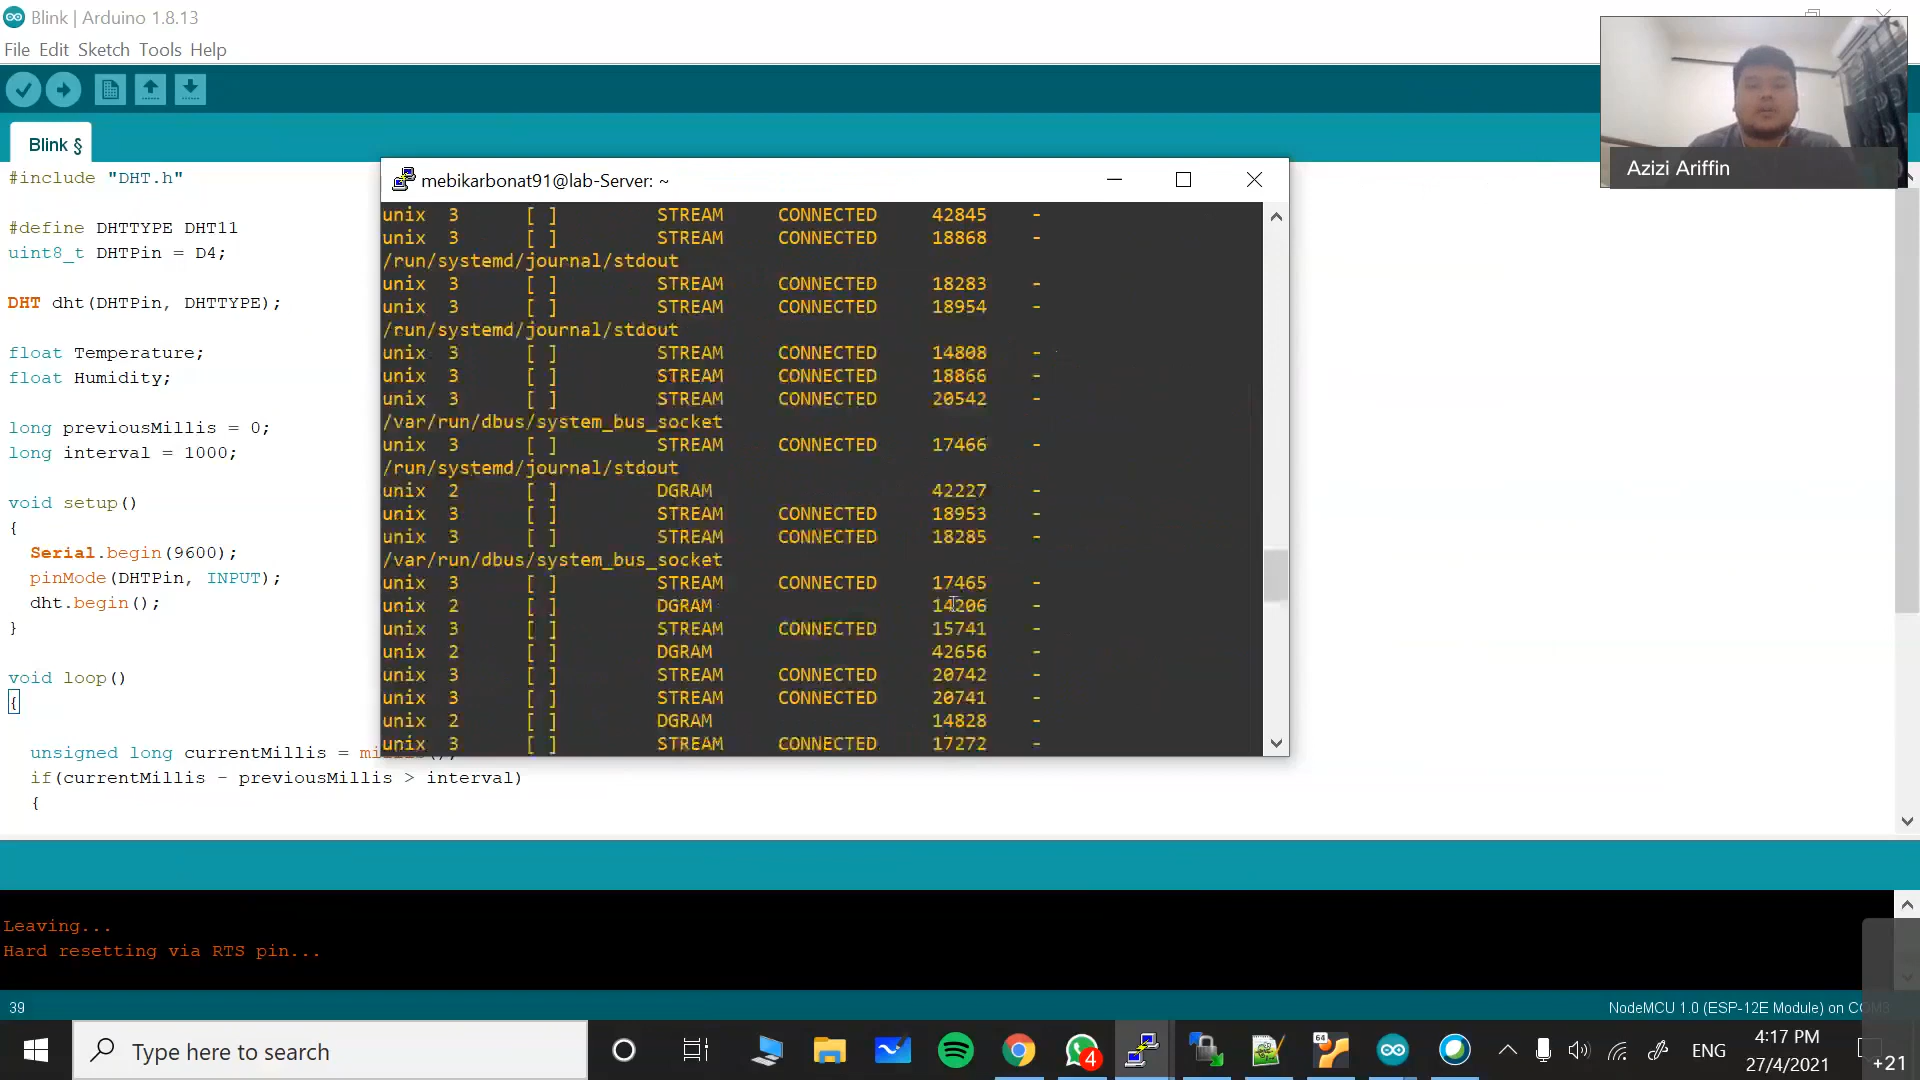 Blink | Arduino 1.8.13
File Edit Sketch Tools Help
Blink §
#include "DHT.h"
#define DHTTYPE DHT11
uint8_t DHTPin = D4;
DHT dht(DHTPin, DHTTYPE);
float Temperature;
float Humidity;
long previousMillis = 0;
long interval = 1000;
void setup()
{
Serial.begin(9600);
pinMode(DHTPin, INPUT);
dht.begin();
}
void loop()
{
unsigned long currentMillis =
if(currentMillis - previousMillis > interval)
{
mebikarbonat91@lab-Server: ~
unix 3 [ ] STREAM CONNECTED 42845 -
unix 3 [ ] STREAM CONNECTED 18868 -
/run/systemd/journal/stdout
unix 3 [ ] STREAM CONNECTED 18283 -
unix 3 [ ] STREAM CONNECTED 18954 -
/run/systemd/journal/stdout
unix 3 [ ] STREAM CONNECTED 14808 -
unix 3 [ ] STREAM CONNECTED 18866 -
unix 3 [ ] STREAM CONNECTED 20542 -
/var/run/dbus/system_bus_socket
unix 3 [ ] STREAM CONNECTED 17466 -
/run/systemd/journal/stdout
unix 2 [ ] DGRAM 42227 -
unix 3 [ ] STREAM CONNECTED 18953 -
unix 3 [ ] STREAM CONNECTED 18285 -
/var/run/dbus/system_bus_socket
unix 3 [ ] STREAM CONNECTED 17465 -
unix 2 [ ] DGRAM 14206 -
unix 3 [ ] STREAM CONNECTED 15741 -
unix 2 [ ] DGRAM 42656 -
unix 3 [ ] STREAM CONNECTED 20742 -
unix 3 [ ] STREAM CONNECTED 20741 -
unix 2 [ ] DGRAM 14828 -
unix 3 [ ] STREAM CONNECTED 17272 -
Azizi Ariffin
Leaving...
Hard resetting via RTS pin...
39
NodeMCU 1.0 (ESP-12E Module) on
Type here to search
4
64
ENG
4:17 PM
27/4/2021
+21